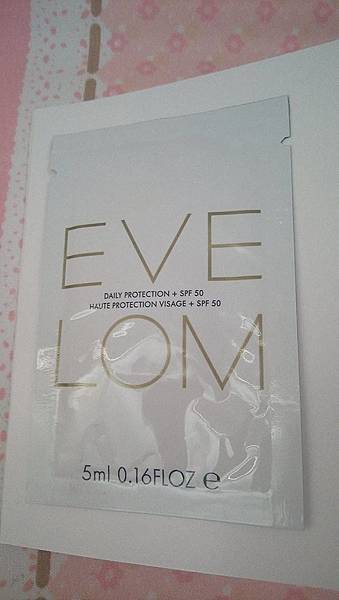 EVE
DAILY PROTECTION + SPF 50
HAUTE PROTECTION VISAGE + SPF 50
LOM
5ml 0.16FLOZ ℮